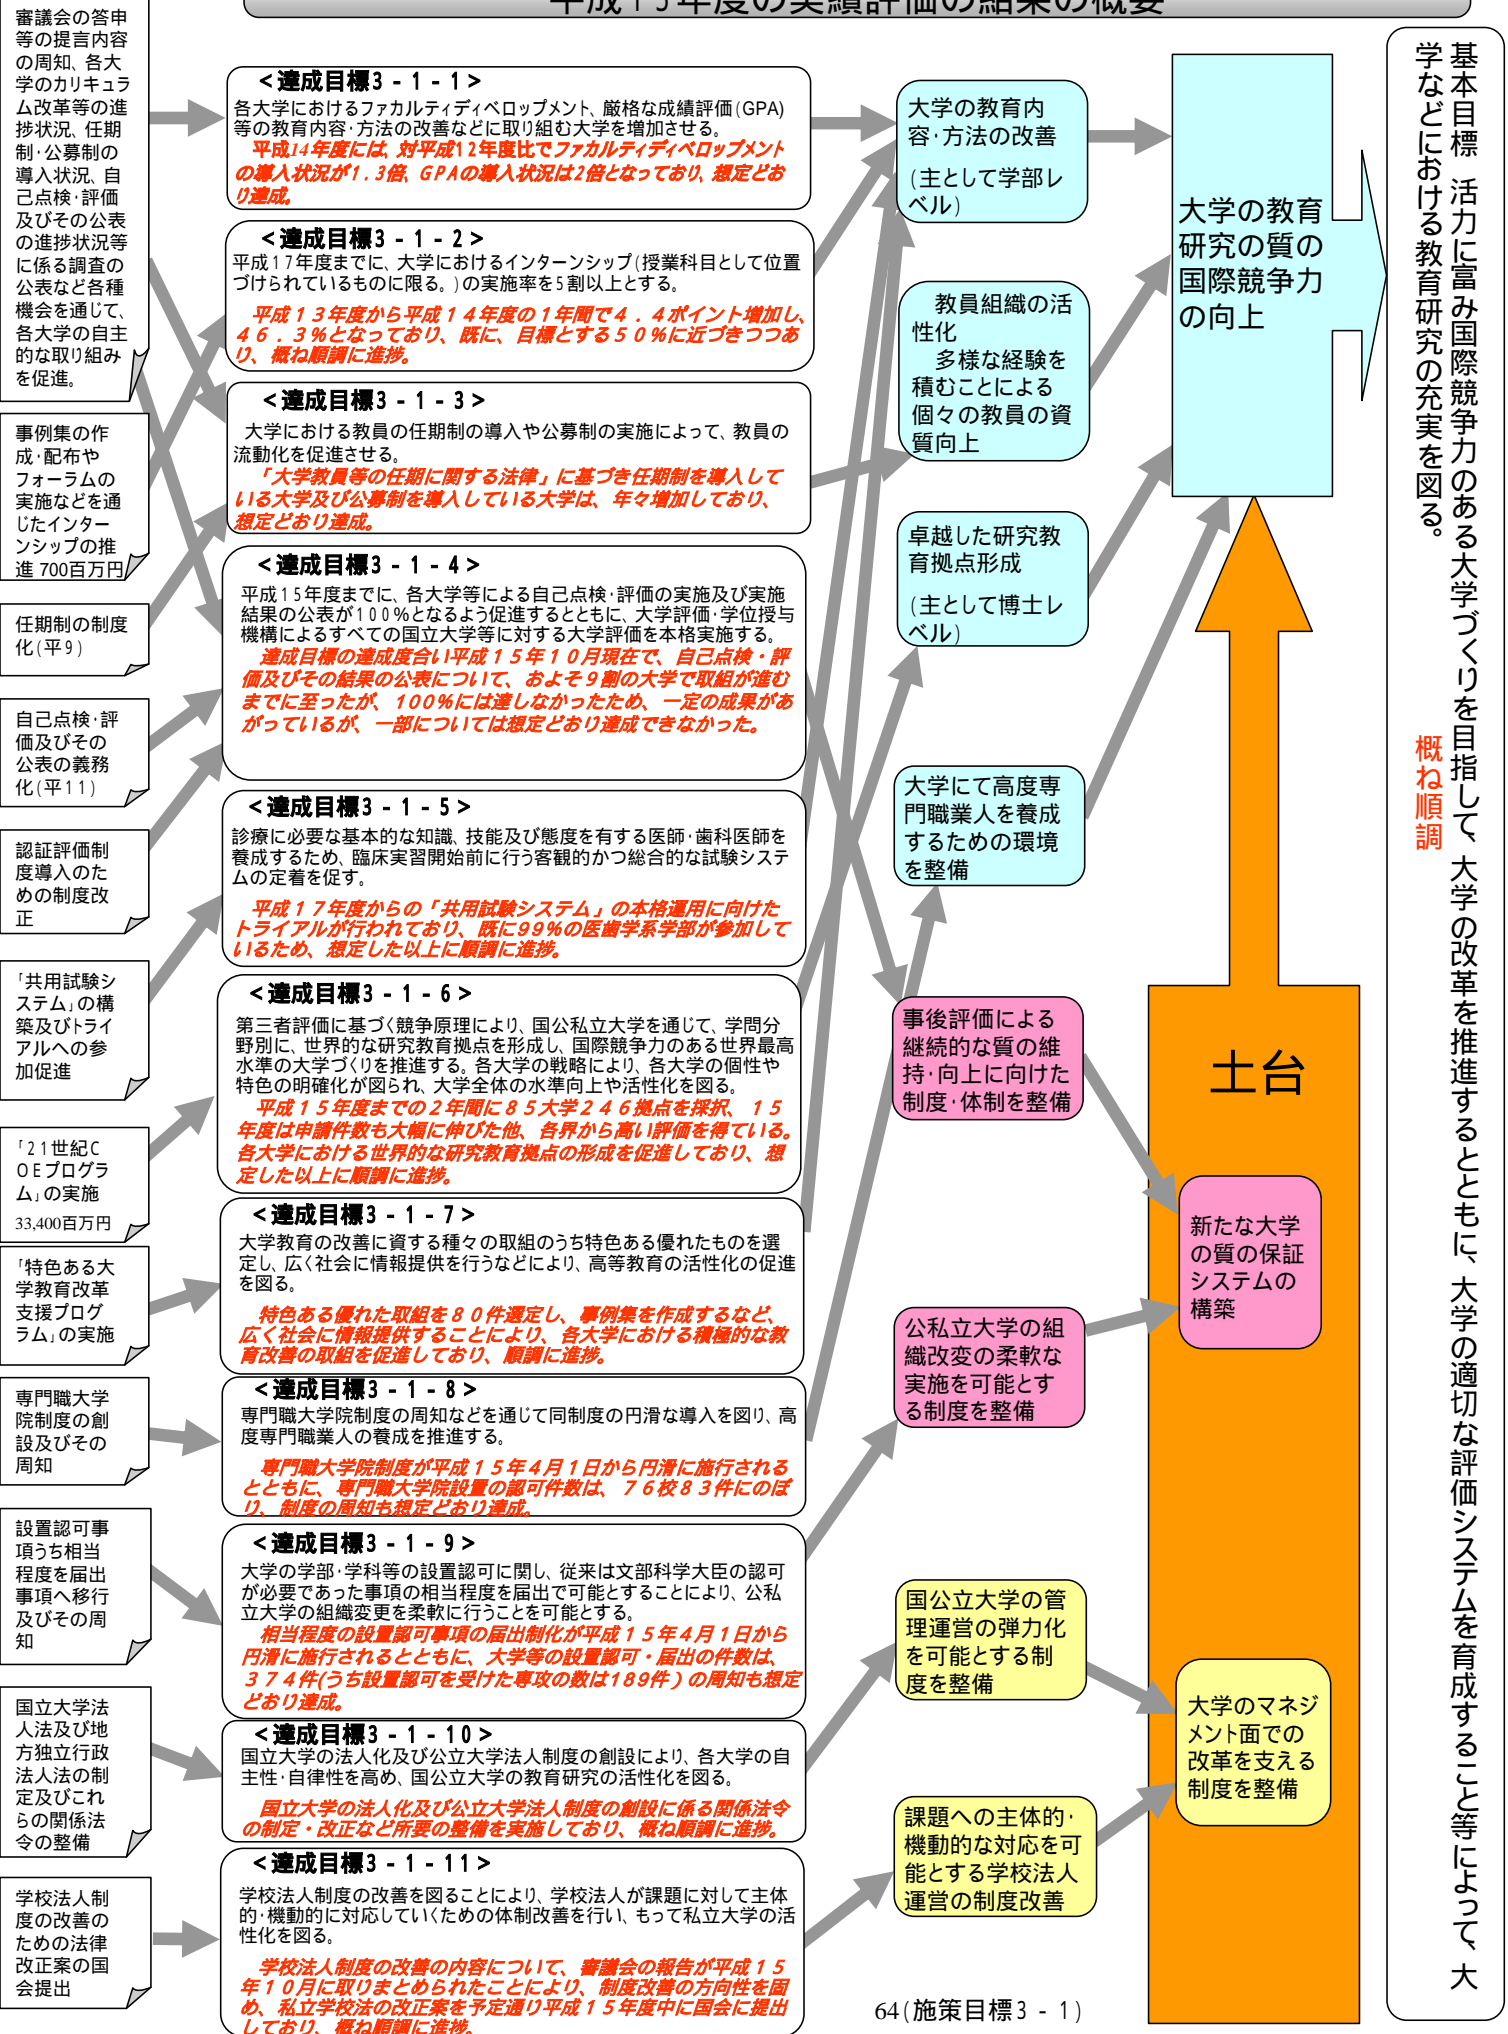 平成15年度の実績評価の結果の概要
審議会の答申
等の提言内容
の周知、各大
学のカリキュラ
ム改革等の進
捗状況、任期
制・公募制の
導入状況、自
己点検・評価
及びその公表
の進捗状況等
に係る調査の
公表など各種
機会を通じて、
各大学の自主
的な取り組み
を促進。
事例集の作
成・配布や
フォーラムの
実施などを通
じたインター
ンシップの推
進 700百万円
任期制の制度
化(平9)
自己点検・評
価及びその
公表の義務
化(平11)
認証評価制
度導入のた
めの制度改
正
「共用試験シ
ステム」の構
築及びトライ
アルへの参
加促進
「21世紀C
OEプログラ
ム」の実施
33,400百万円
「特色ある大
学教育改革
支援プログ
ラム」の実施
専門職大学
院制度の創
設及びその
周知
設置認可事
項うち相当
程度を届出
事項へ移行
及びその周
知
国立大学法
人法及び地
方独立行政
法人法の制
定及びこれ
らの関係法
令の整備
学校法人制
度の改善の
ための法律
改正案の国
会提出
<達成目標3-1-1>
各大学におけるファカルティディベロップメント、厳格な成績評価(GPA)
等の教育内容・方法の改善などに取り組む大学を増加させる。
平成14年度には、対平成12年度比でファカルティディベロップメント
の導入状況が1.3倍、GPAの導入状況は2倍となっており、想定どお
り達成。
<達成目標3-1-2>
平成17年度までに、大学におけるインターンシップ(授業科目として位置
づけられているものに限る。)の実施率を5割以上とする。
平成13年度から平成14年度の1年間で4.4ポイント増加し、
46.3%となっており、既に、目標とする50%に近づきつつあ
り、概ね順調に進捗。
<達成目標3-1-3>
大学における教員の任期制の導入や公募制の実施によって、教員の
流動化を促進させる。
「大学教員等の任期に関する法律」に基づき任期制を導入して
いる大学及び公募制を導入している大学は、年々増加しており、
想定どおり達成。
<達成目標3-1-4>
平成15年度までに、各大学等による自己点検・評価の実施及び実施
結果の公表が100%となるよう促進するとともに、大学評価・学位授与
機構によるすべての国立大学等に対する大学評価を本格実施する。
達成目標の達成度合い平成15年10月現在で、自己点検・評
価及びその結果の公表について、およそ9割の大学で取組が進む
までに至ったが、100%には達しなかったため、一定の成果があ
がっているが、一部については想定どおり達成できなかった。
<達成目標3-1-5>
診療に必要な基本的な知識、技能及び態度を有する医師・歯科医師を
養成するため、臨床実習開始前に行う客観的かつ総合的な試験システ
ムの定着を促す。
平成17年度からの「共用試験システム」の本格運用に向けた
トライアルが行われており、既に99%の医歯学系学部が参加して
いるため、想定した以上に順調に進捗。
<達成目標3-1-6>
第三者評価に基づく競争原理により、国公私立大学を通じて、学問分
野別に、世界的な研究教育拠点を形成し、国際競争力のある世界最高
水準の大学づくりを推進する。各大学の戦略により、各大学の個性や
特色の明確化が図られ、大学全体の水準向上や活性化を図る。
平成15年度までの2年間に85大学246拠点を採択、15
年度は申請件数も大幅に伸びた他、各界から高い評価を得ている。
各大学における世界的な研究教育拠点の形成を促進しており、想
定した以上に順調に進捗。
<達成目標3-1-7>
大学教育の改善に資する種々の取組のうち特色ある優れたものを選
定し、広く社会に情報提供を行うなどにより、高等教育の活性化の促進
を図る。
特色ある優れた取組を80件選定し、事例集を作成するなど、
広く社会に情報提供することにより、各大学における積極的な教
育改善の取組を促進しており、順調に進捗。
<達成目標3-1-8>
専門職大学院制度の周知などを通じて同制度の円滑な導入を図り、高
度専門職業人の養成を推進する。
専門職大学院制度が平成15年4月1日から円滑に施行される
とともに、専門職大学院設置の認可件数は、76校83件にのぼ
り、制度の周知も想定どおり達成。
<達成目標3-1-9>
大学の学部・学科等の設置認可に関し、従来は文部科学大臣の認可
が必要であった事項の相当程度を届出で可能とすることにより、公私
立大学の組織変更を柔軟に行うことを可能とする。
相当程度の設置認可事項の届出制化が平成15年4月1日から
円滑に施行されるとともに、大学等の設置認可・届出の件数は、
374件(うち設置認可を受けた専攻の数は189件)の周知も想定
どおり達成。
<達成目標3-1-10>
国立大学の法人化及び公立大学法人制度の創設により、各大学の自
主性・自律性を高め、国公立大学の教育研究の活性化を図る。
国立大学の法人化及び公立大学法人制度の創設に係る関係法令
の制定・改正など所要の整備を実施しており、概ね順調に進捗。
<達成目標3-1-11>
学校法人制度の改善を図ることにより、学校法人が課題に対して主体
的・機動的に対応していくための体制改善を行い、もって私立大学の活
性化を図る。
学校法人制度の改善の内容について、審議会の報告が平成15
年10月に取りまとめられたことにより、制度改善の方向性を固
め、私立学校法の改正案を予定通り平成15年度中に国会に提出
しており、概ね順調に進捗。
大学の教育内
容・方法の改善
(主として学部レ
ベル)
教員組織の活
性化
多様な経験を
積むことによる
個々の教員の資
質向上
卓越した研究教
育拠点形成
(主として博士レ
ベル)
大学にて高度専
門職業人を養成
するための環境
を整備
事後評価による
継続的な質の維
持・向上に向けた
制度・体制を整備
公私立大学の組
織改変の柔軟な
実施を可能とす
る制度を整備
国公立大学の管
理運営の弾力化
を可能とする制
度を整備
課題への主体的・
機動的な対応を可
能とする学校法人
運営の制度改善
大学の教育
研究の質の
国際競争力
の向上
土台
新たな大学
の質の保証
システムの
構築
大学のマネジ
メント面での
改革を支える
制度を整備
基本目標 活力に富み国際競争力のある大学づくりを目指して、大学の改革を推進するとともに、大学の適切な評価システムを育成すること等によって、大
学などにおける教育研究の充実を図る。
概ね順調
64(施策目標3-1)